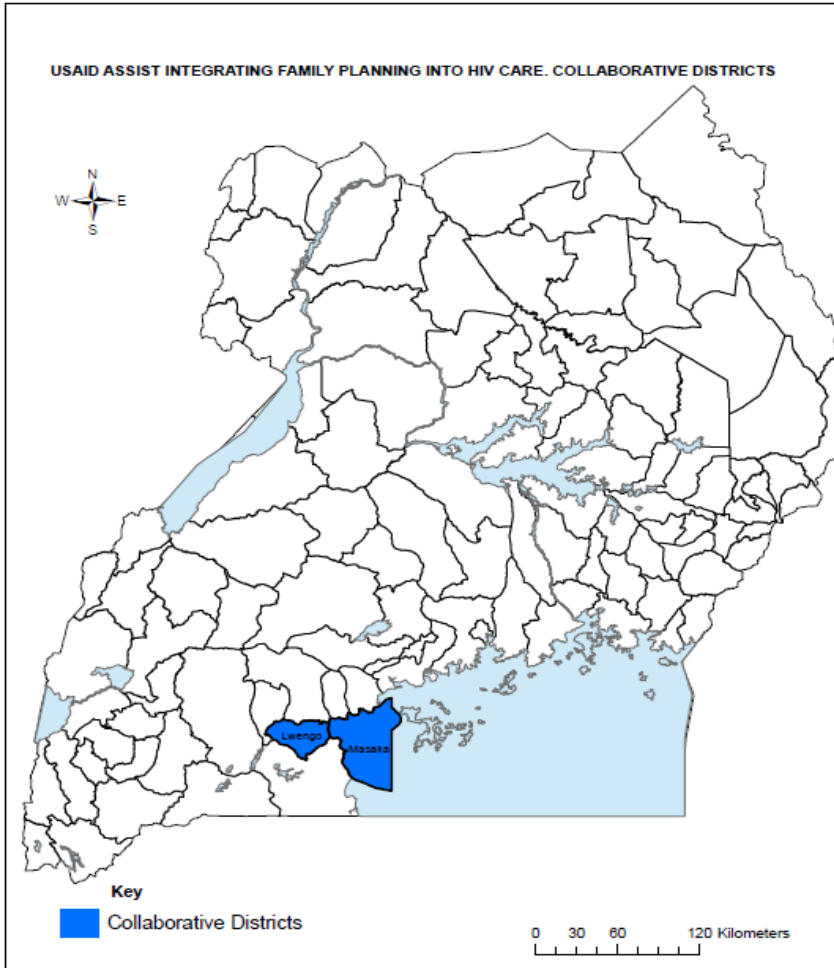 USAID ASSIST INTEGRATING FAMILY PLANNING INTO HIV CARE. COLLABORATIVE DISTRICTS
N
W E
S
Lwengo
Masaka
Key
Collaborative Districts
0 30 60 120 Kilometers